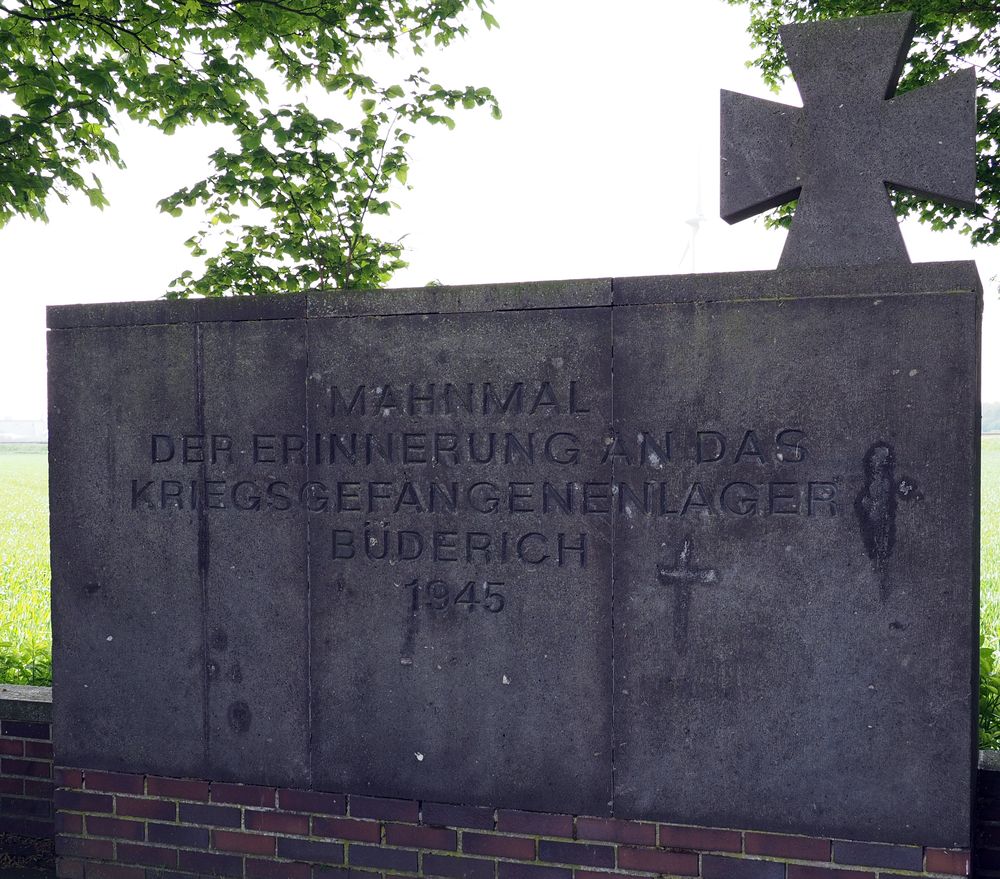 MAHNMAL
DER ERINNERUNG AN DAS
KRIEGSGEFANGENENLAGER
BÜDERICH
1945